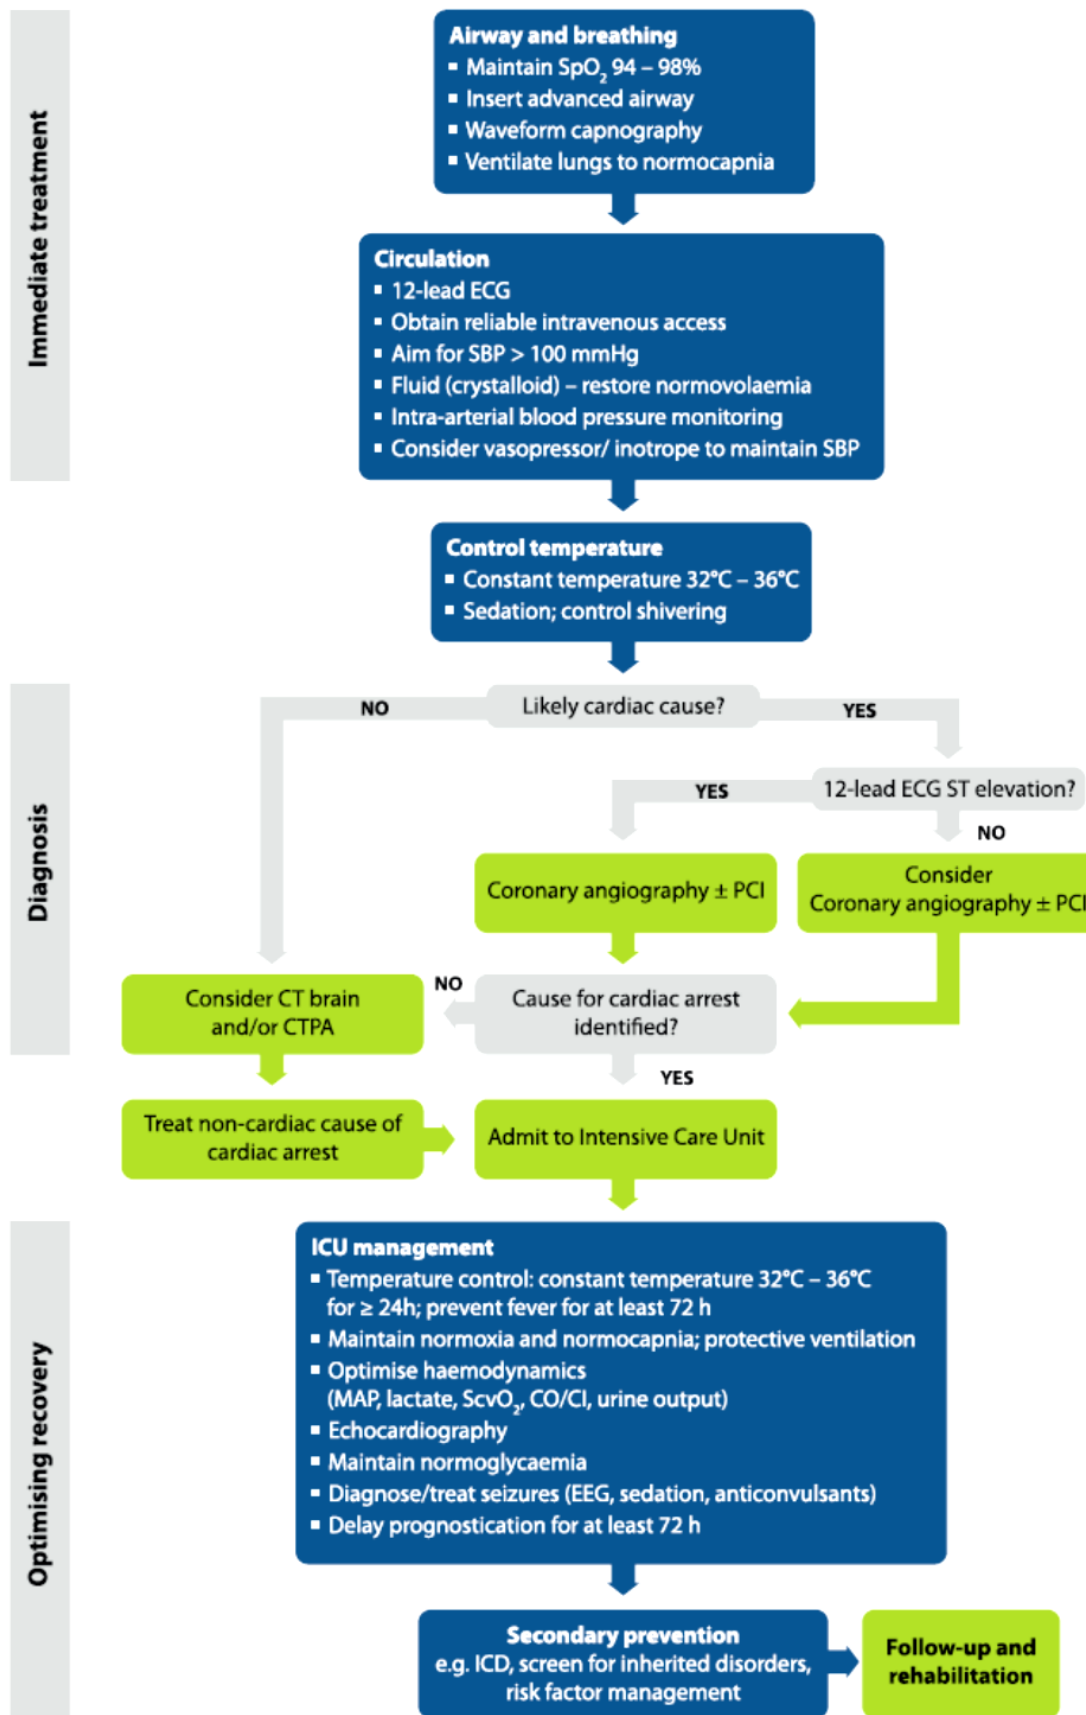 Immediate treatment
Airway and breathing
▪ Maintain SpO₂ 94 – 98%
▪ Insert advanced airway
▪ Waveform capnography
▪ Ventilate lungs to normocapnia
Circulation
▪ 12-lead ECG
▪ Obtain reliable intravenous access
▪ Aim for SBP > 100 mmHg
▪ Fluid (crystalloid) – restore normovolaemia
▪ Intra-arterial blood pressure monitoring
▪ Consider vasopressor/ inotrope to maintain SBP
Control temperature
▪ Constant temperature 32°C – 36°C
▪ Sedation; control shivering
Diagnosis
Likely cardiac cause?
NO
YES
12-lead ECG ST elevation?
YES
NO
Coronary angiography ± PCI
Consider
Coronary angiography ± PCI
Cause for cardiac arrest
identified?
NO
YES
Consider CT brain
and/or CTPA
Treat non-cardiac cause of
cardiac arrest
Admit to Intensive Care Unit
Optimising recovery
ICU management
▪ Temperature control: constant temperature 32°C – 36°C
for ≥ 24h; prevent fever for at least 72 h
▪ Maintain normoxia and normocapnia; protective ventilation
▪ Optimise haemodynamics
(MAP, lactate, ScvO₂, CO/CI, urine output)
▪ Echocardiography
▪ Maintain normoglycaemia
▪ Diagnose/treat seizures (EEG, sedation, anticonvulsants)
▪ Delay prognostication for at least 72 h
Secondary prevention
e.g. ICD, screen for inherited disorders,
risk factor management
Follow-up and
rehabilitation